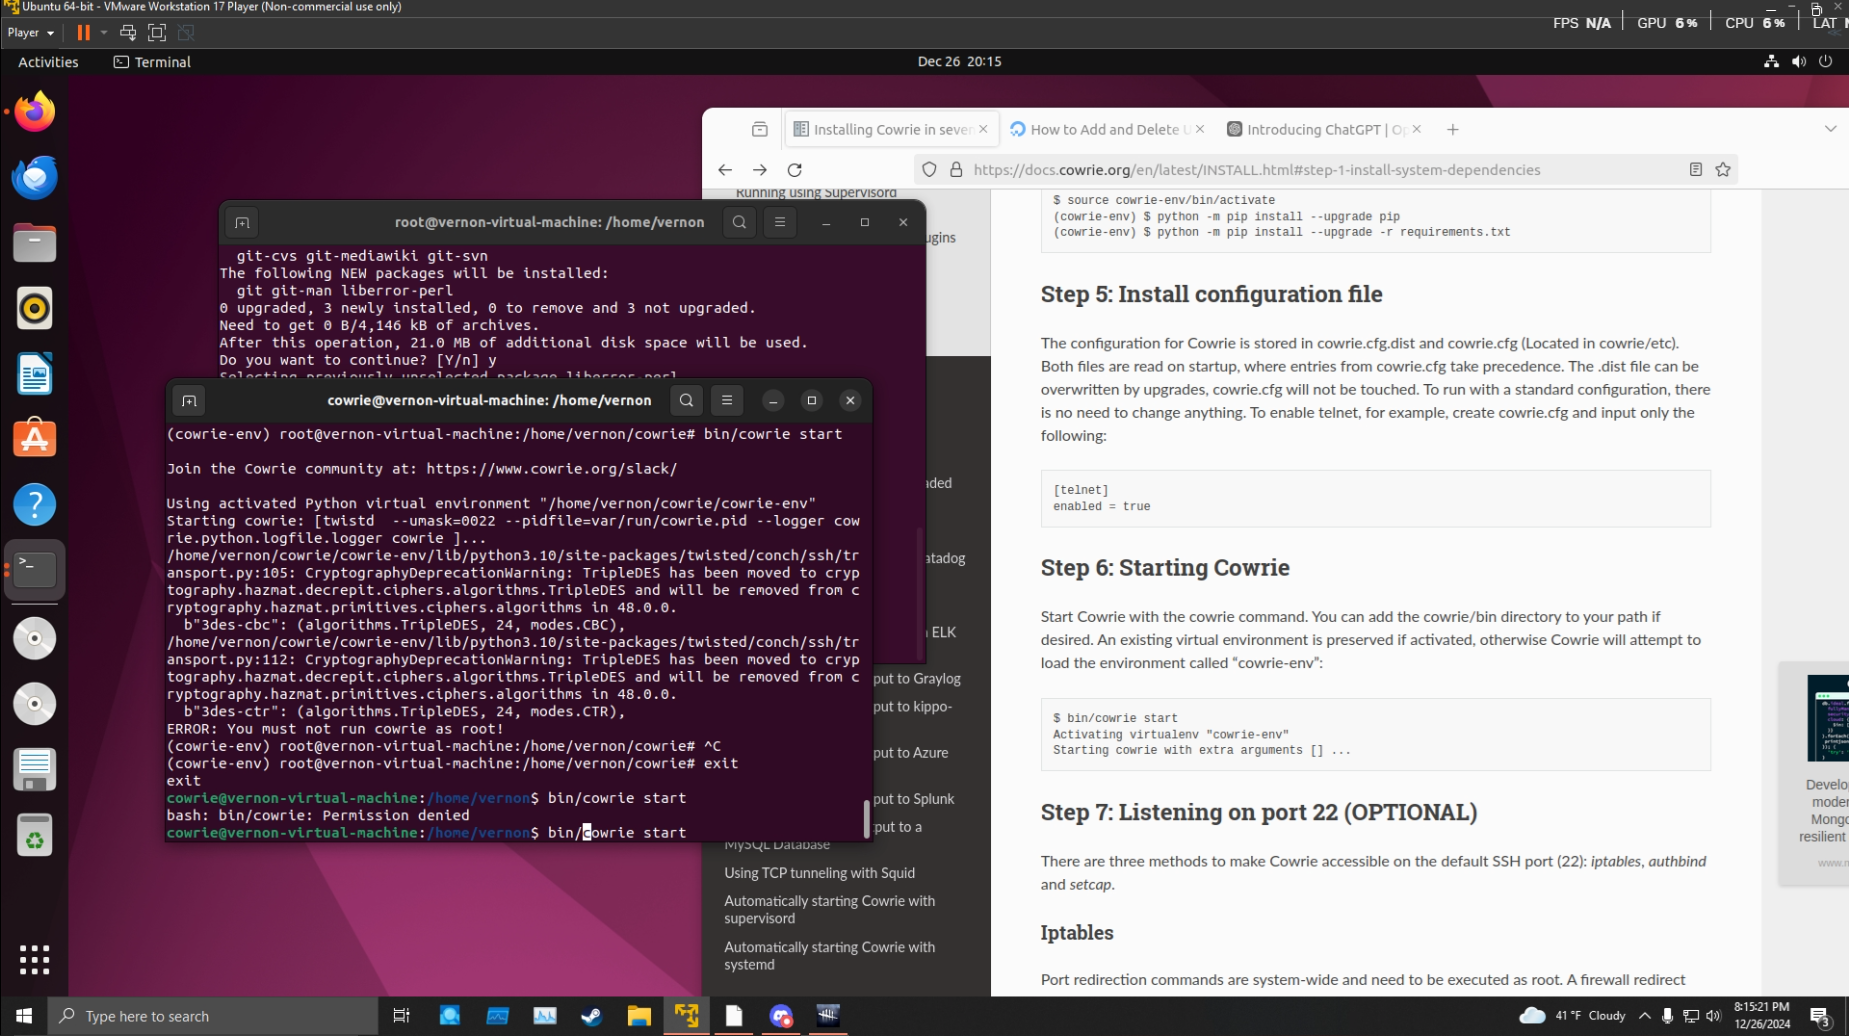 Ubuntu 64-bit - VMware Workstation 17 Player (Non-commercial use only)
Player
FPS N/A GPU 6% CPU 6% LAT
Activities
Terminal
Dec 26 20:15
Installing Cowrie in seven
How to Add and Delete U
Introducing ChatGPT | Op
https://docs.cowrie.org/en/latest/INSTALL.html#step-1-install-system-dependencies
Running using Supervisord
root@vernon-virtual-machine: /home/vernon
git-cvs git-mediawiki git-svn
The following NEW packages will be installed:
git git-man liberror-perl
0 upgraded, 3 newly installed, 0 to remove and 3 not upgraded.
Need to get 0 B/4,146 kB of archives.
After this operation, 21.0 MB of additional disk space will be used.
Do you want to continue? [Y/n] y
Selecting previously unselected package liberror-perl
cowrie@vernon-virtual-machine: /home/vernon
(cowrie-env) root@vernon-virtual-machine:/home/vernon/cowrie# bin/cowrie start
Join the Cowrie community at: https://www.cowrie.org/slack/
Using activated Python virtual environment "/home/vernon/cowrie/cowrie-env"
Starting cowrie: [twistd  --umask=0022 --pidfile=var/run/cowrie.pid --logger cow
rie.python.logfile.logger cowrie ]...
/home/vernon/cowrie/cowrie-env/lib/python3.10/site-packages/twisted/conch/ssh/tr
ansport.py:105: CryptographyDeprecationWarning: TripleDES has been moved to cryp
tography.hazmat.decrepit.ciphers.algorithms.TripleDES and will be removed from c
ryptography.hazmat.primitives.ciphers.algorithms in 48.0.0.
b"3des-cbc": (algorithms.TripleDES, 24, modes.CBC),
/home/vernon/cowrie/cowrie-env/lib/python3.10/site-packages/twisted/conch/ssh/tr
ansport.py:112: CryptographyDeprecationWarning: TripleDES has been moved to cryp
tography.hazmat.decrepit.ciphers.algorithms.TripleDES and will be removed from c
ryptography.hazmat.primitives.ciphers.algorithms in 48.0.0.
b"3des-ctr": (algorithms.TripleDES, 24, modes.CTR),
ERROR: You must not run cowrie as root!
(cowrie-env) root@vernon-virtual-machine:/home/vernon/cowrie# ^C
(cowrie-env) root@vernon-virtual-machine:/home/vernon/cowrie# exit
exit
cowrie@vernon-virtual-machine:/home/vernon$ bin/cowrie start
bash: bin/cowrie: Permission denied
cowrie@vernon-virtual-machine:/home/vernon$ bin/cowrie start
ugins
aded
atadog
ELK
put to Graylog
put to kippo-
put to Azure
put to Splunk
put to a
MySQL Database
Using TCP tunneling with Squid
Automatically starting Cowrie with
supervisord
Automatically starting Cowrie with
systemd
$ source cowrie-env/bin/activate
(cowrie-env) $ python -m pip install --upgrade pip
(cowrie-env) $ python -m pip install --upgrade -r requirements.txt
Step 5: Install configuration file
The configuration for Cowrie is stored in cowrie.cfg.dist and cowrie.cfg (Located in cowrie/etc).
Both files are read on startup, where entries from cowrie.cfg take precedence. The .dist file can be
overwritten by upgrades, cowrie.cfg will not be touched. To run with a standard configuration, there
is no need to change anything. To enable telnet, for example, create cowrie.cfg and input only the
following:
[telnet]
enabled = true
Step 6: Starting Cowrie
Start Cowrie with the cowrie command. You can add the cowrie/bin directory to your path if
desired. An existing virtual environment is preserved if activated, otherwise Cowrie will attempt to
load the environment called “cowrie-env”:
$ bin/cowrie start
Activating virtualenv "cowrie-env"
Starting cowrie with extra arguments [] ...
Step 7: Listening on port 22 (OPTIONAL)
There are three methods to make Cowrie accessible on the default SSH port (22): iptables, authbind
and setcap.
Iptables
Port redirection commands are system-wide and need to be executed as root. A firewall redirect
Develo
moder
Mongo
resilient
www.m
Type here to search
41 °F Cloudy
8:15:21 PM
12/26/2024
3